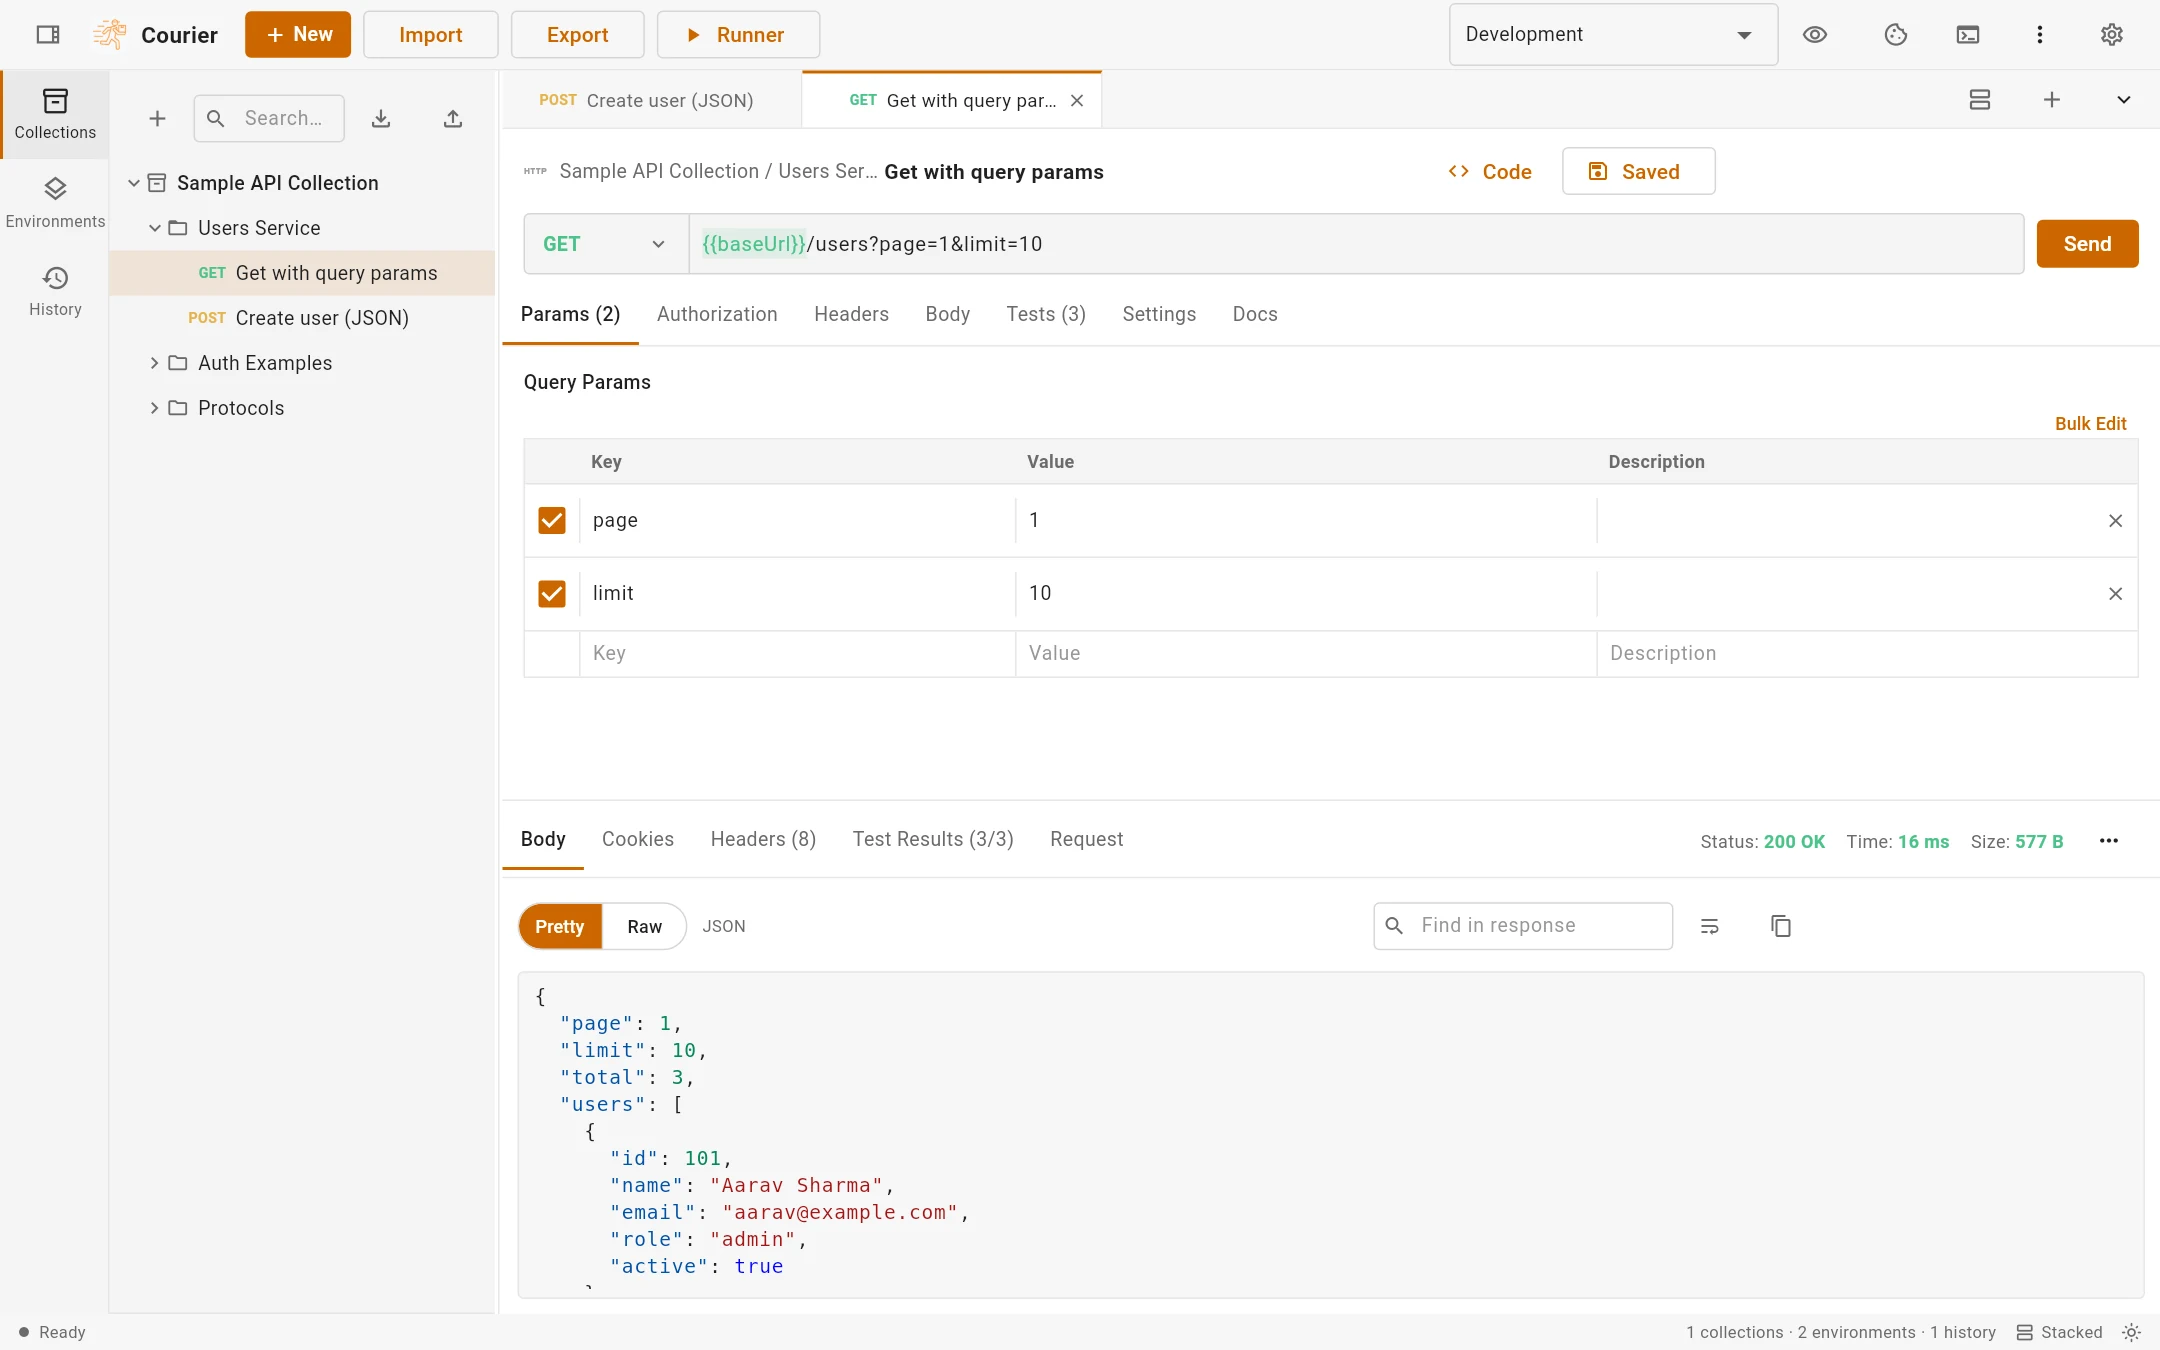 Courier
New
Import
Export
Runner
Development
Collections
Environments
History
Search...
Sample API Collection
Users Service
GET Get with query params
POST Create user (JSON)
Auth Examples
Protocols
POST Create user (JSON)
GET Get with query par...
HTTP Sample API Collection / Users Ser... Get with query params
Code
Saved
GET
{{baseUrl}}/users?page=1&limit=10
Send
Params (2)
Authorization
Headers
Body
Tests (3)
Settings
Docs
Query Params
Bulk Edit
Key Value Description
page 1
limit 10
Key Value Description
Body
Cookies
Headers (8)
Test Results (3/3)
Request
Status: 200 OK Time: 16 ms Size: 577 B
Pretty
Raw
JSON
Find in response
{
"page": 1,
"limit": 10,
"total": 3,
"users": [
{
"id": 101,
"name": "Aarav Sharma",
"email": "aarav@example.com",
"role": "admin",
"active": true
Ready
1 collections · 2 environments · 1 history
Stacked